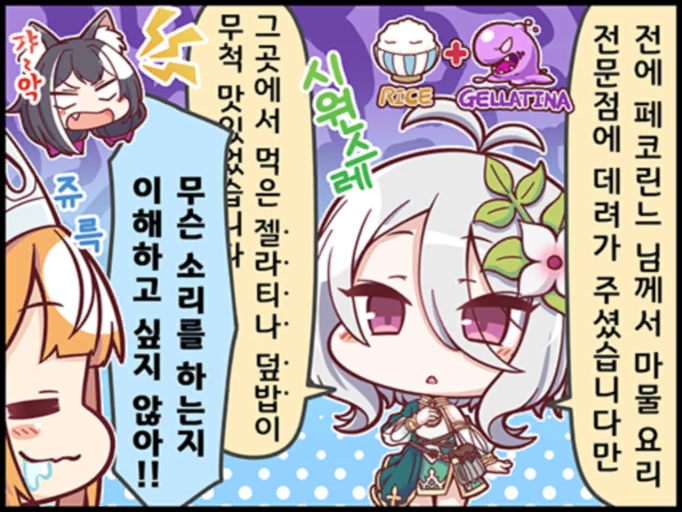 전에 페코린느 님께서 마물 요리
전문점에 데려가 주셨습니다만
RICE
+
GELLATINA
시원스레
그 곳에서 먹은 젤라티나 덮밥이
무척 맛있었습니다
갸악
무슨 소리를 하는지
이해하고 싶지 않아!!
쥬륵